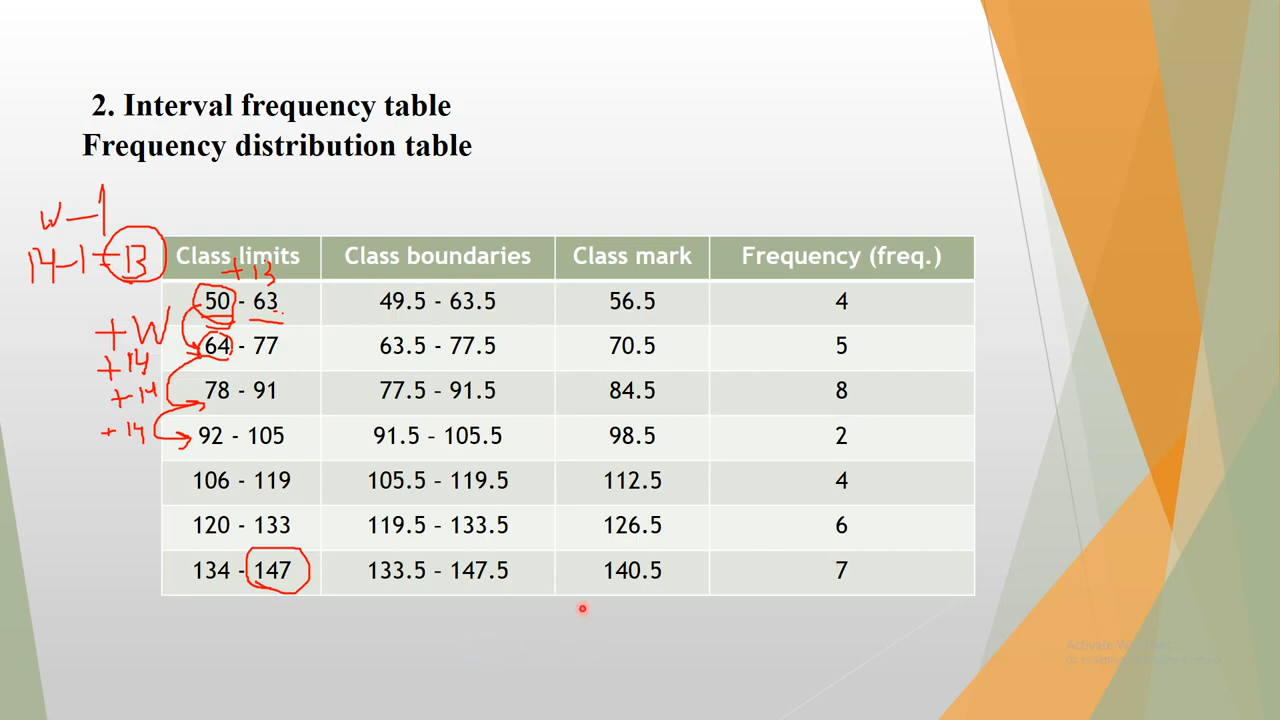 2. Interval frequency table
Frequency distribution table
W-1
14-1=13
Class limits Class boundaries Class mark Frequency (freq.)
+13
50 - 63 49.5 - 63.5 56.5 4
+W
64 - 77 63.5 - 77.5 70.5 5
+14
78 - 91 77.5 - 91.5 84.5 8
+14
92 - 105 91.5 - 105.5 98.5 2
+14
106 - 119 105.5 - 119.5 112.5 4
120 - 133 119.5 - 133.5 126.5 6
134 - 147 133.5 - 147.5 140.5 7
Activate Windows